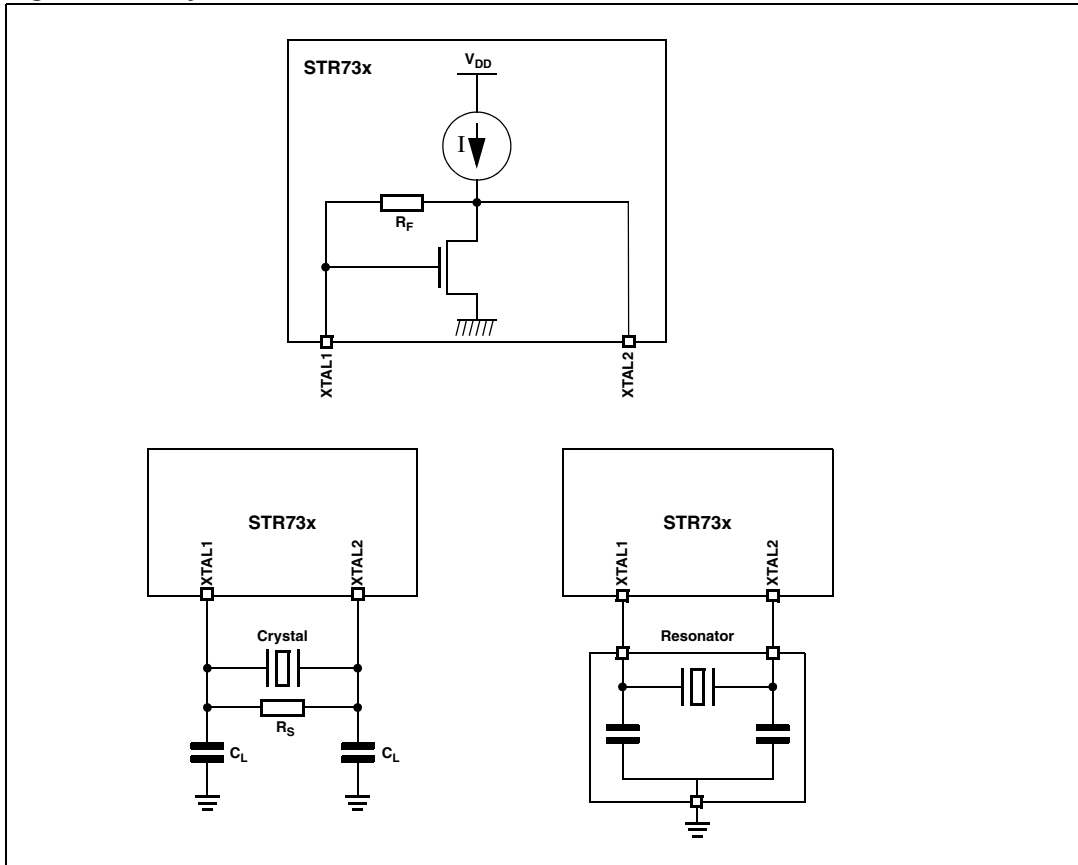 STR73x
VDD
I
RF
XTAL1
XTAL2
STR73x
XTAL1
XTAL2
Crystal
RS
CL
CL
STR73x
XTAL1
XTAL2
Resonator